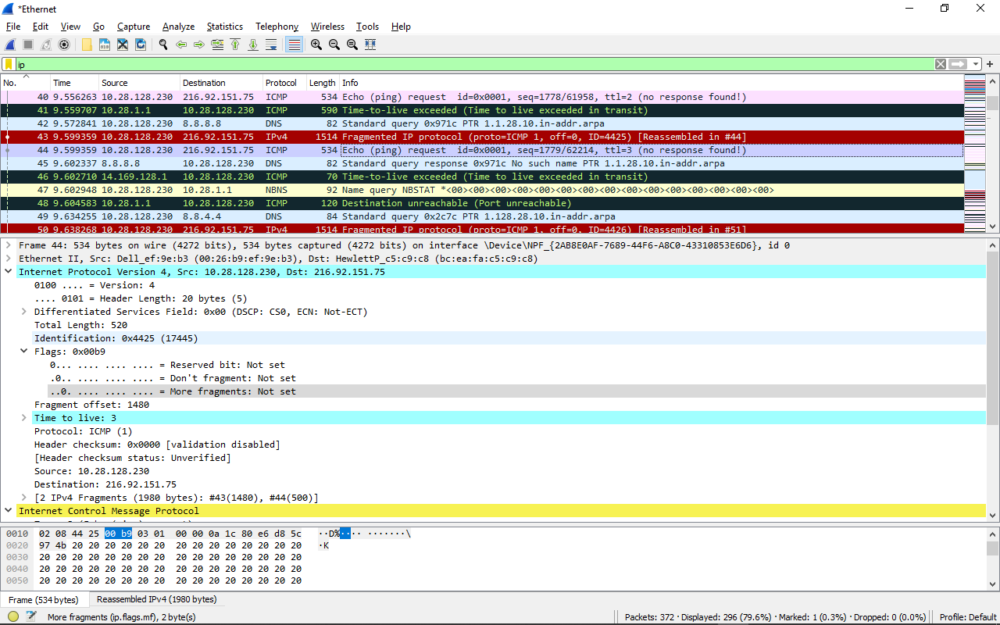 *Ethernet
File Edit View Go Capture Analyze Statistics Telephony Wireless Tools Help
ip
No. Time Source Destination Protocol Length Info
40 9.556263 10.28.128.230 216.92.151.75 ICMP 534 Echo (ping) request id=0x0001, seq=1778/61958, ttl=2 (no response found!)
41 9.559707 10.28.1.1 10.28.128.230 ICMP 590 Time-to-live exceeded (Time to live exceeded in transit)
42 9.572841 10.28.128.230 8.8.8.8 DNS 82 Standard query 0x971c PTR 1.1.28.10.in-addr.arpa
43 9.599359 10.28.128.230 216.92.151.75 IPv4 1514 Fragmented IP protocol (proto=ICMP 1, off=0, ID=4425) [Reassembled in #44]
44 9.599359 10.28.128.230 216.92.151.75 ICMP 534 Echo (ping) request id=0x0001, seq=1779/62214, ttl=3 (no response found!)
45 9.602337 8.8.8.8 10.28.128.230 DNS 82 Standard query response 0x971c No such name PTR 1.1.28.10.in-addr.arpa
46 9.602710 14.169.128.1 10.28.128.230 ICMP 70 Time-to-live exceeded (Time to live exceeded in transit)
47 9.602948 10.28.128.230 10.28.1.1 NBNS 92 Name query NBSTAT *<00><00><00><00><00><00><00><00><00><00><00><00><00><00><00>
48 9.604583 10.28.1.1 10.28.128.230 ICMP 120 Destination unreachable (Port unreachable)
49 9.634255 10.28.128.230 8.8.4.4 DNS 84 Standard query 0x2c7c PTR 1.128.28.10.in-addr.arpa
50 9.638268 10.28.128.230 216.92.151.75 IPv4 1514 Fragmented IP protocol (proto=ICMP 1, off=0, ID=4426) [Reassembled in #51]
Frame 44: 534 bytes on wire (4272 bits), 534 bytes captured (4272 bits) on interface \Device\NPF_{2AB8E0AF-7689-44F6-A8C0-43310853E6D6}, id 0
Ethernet II, Src: Dell_ef:9e:b3 (00:26:b9:ef:9e:b3), Dst: HewlettP_c5:c9:c8 (bc:ea:fa:c5:c9:c8)
Internet Protocol Version 4, Src: 10.28.128.230, Dst: 216.92.151.75
0100 .... = Version: 4
.... 0101 = Header Length: 20 bytes (5)
Differentiated Services Field: 0x00 (DSCP: CS0, ECN: Not-ECT)
Total Length: 520
Identification: 0x4425 (17445)
Flags: 0x00b9
0... .... .... .... = Reserved bit: Not set
.0.. .... .... .... = Don't fragment: Not set
..0. .... .... .... = More fragments: Not set
Fragment offset: 1480
Time to live: 3
Protocol: ICMP (1)
Header checksum: 0x0000 [validation disabled]
[Header checksum status: Unverified]
Source: 10.28.128.230
Destination: 216.92.151.75
[2 IPv4 Fragments (1980 bytes): #43(1480), #44(500)]
Internet Control Message Protocol
0010 02 08 44 25 00 b9 03 01 00 00 0a 1c 80 e6 d8 5c ··D%···· ·······\
0020 97 4b 20 20 20 20 20 20 20 20 20 20 20 20 20 20 ·K
0030 20 20 20 20 20 20 20 20 20 20 20 20 20 20 20 20
0040 20 20 20 20 20 20 20 20 20 20 20 20 20 20 20 20
0050 20 20 20 20 20 20 20 20 20 20 20 20 20 20 20 20
Frame (534 bytes) Reassembled IPv4 (1980 bytes)
More fragments (ip.flags.mf), 2 byte(s) Packets: 372 · Displayed: 296 (79.6%) · Marked: 1 (0.3%) · Dropped: 0 (0.0%) Profile: Default